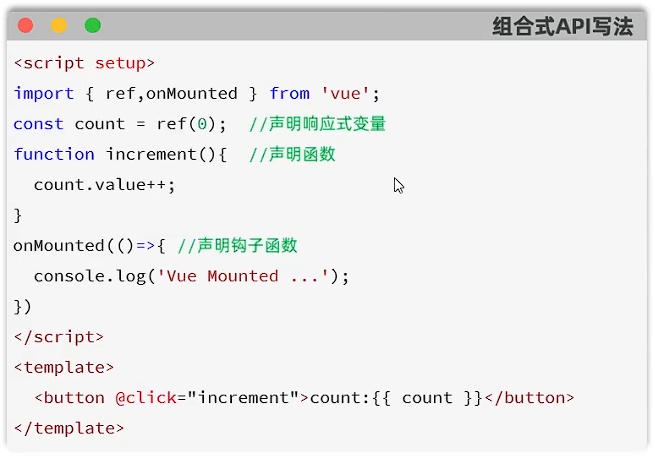 组合式API写法
<script setup>
import { ref,onMounted } from 'vue';
const count = ref(0);  //声明响应式变量
function increment(){  //声明函数
  count.value++;
}
onMounted(()=>{ //声明钩子函数
  console.log('Vue Mounted ...');
})
</script>
<template>
  <button @click="increment">count:{{ count }}</button>
</template>